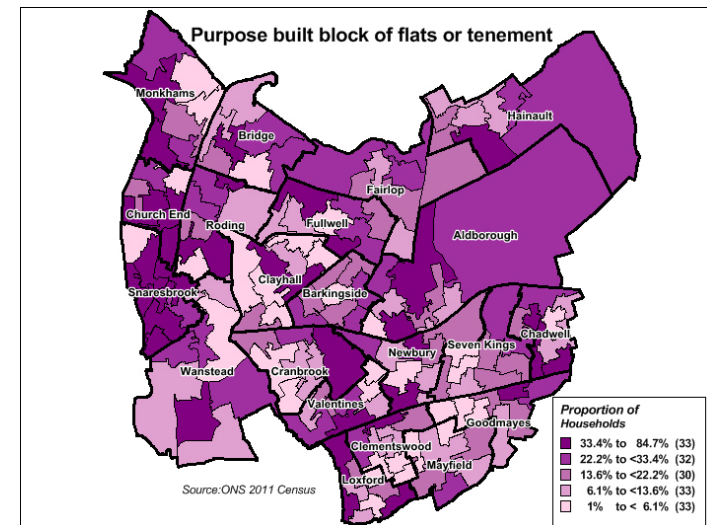 Purpose built block of flats or tenement
Monkhams
Hainault
Bridge
Fairlop
Church End
Roding
Fullwell
Aldborough
Clayhall
Snaresbrook
Barkingside
Chadwell
Newbury
Seven Kings
Wanstead
Cranbrook
Valentines
Goodmayes
Clementswood
Mayfield
Loxford
Source:ONS 2011 Census
Proportion of
Households
33.4% to 84.7% (33)
22.2% to <33.4% (32)
13.6% to <22.2% (30)
6.1% to <13.6% (33)
1% to < 6.1% (33)